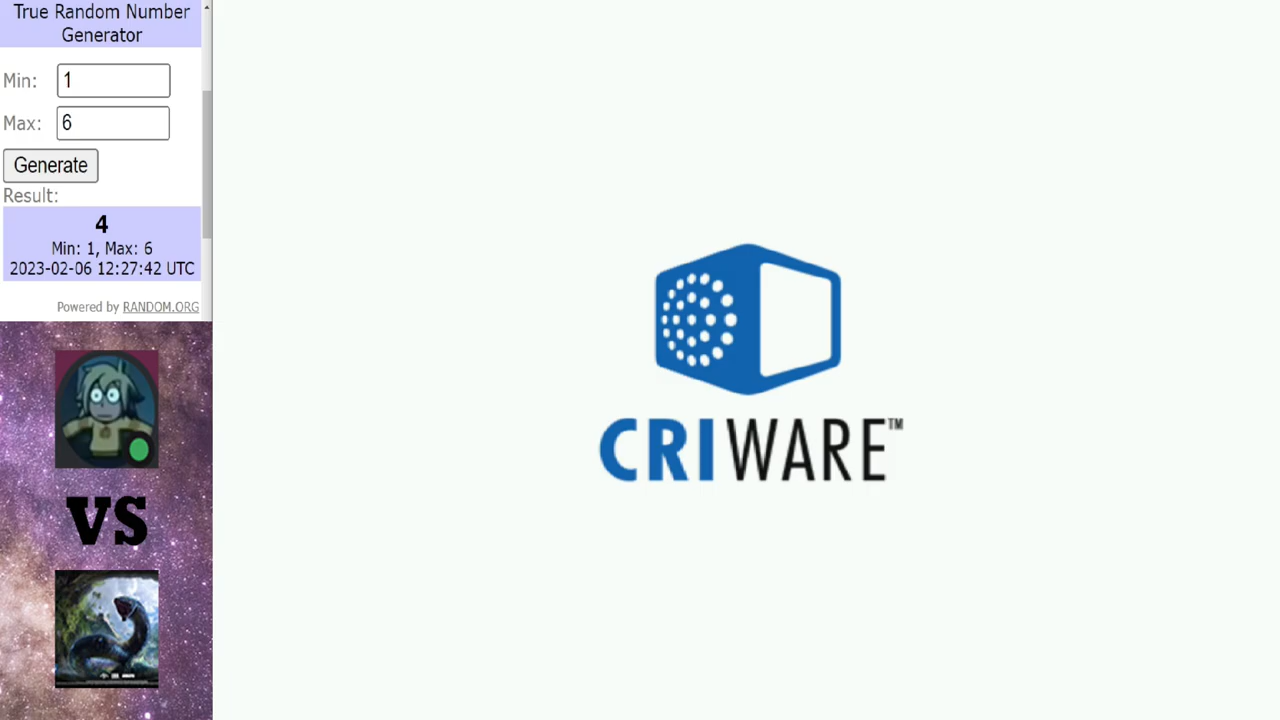 True Random Number
Generator
Min: 1
Max: 6
Generate
Result:
4
Min: 1, Max: 6
2023-02-06 12:27:42 UTC
Powered by RANDOM.ORG
VS
CRIWARE™